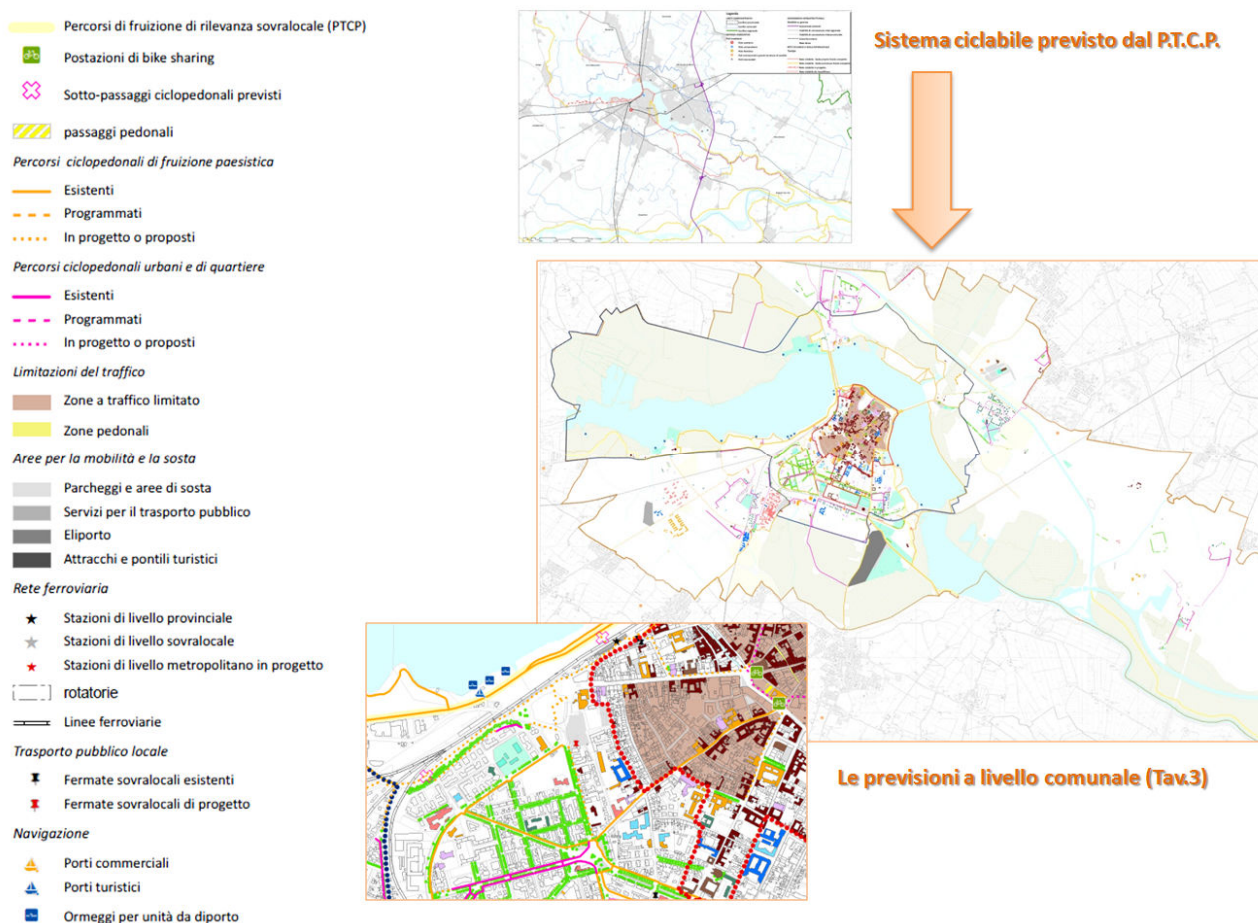 Percorsi di fruizione di rilevanza sovralocale (PTCP)
Postazioni di bike sharing
Sotto-passaggi ciclopedonali previsti
passaggi pedonali
Percorsi ciclopedonali di fruizione paesistica
Esistenti
Programmati
In progetto o proposti
Percorsi ciclopedonali urbani e di quartiere
Esistenti
Programmati
In progetto o proposti
Limitazioni del traffico
Zone a traffico limitato
Zone pedonali
Aree per la mobilità e la sosta
Parcheggi e aree di sosta
Servizi per il trasporto pubblico
Eliporto
Attracchi e pontili turistici
Rete ferroviaria
Stazioni di livello provinciale
Stazioni di livello sovralocale
Stazioni di livello metropolitano in progetto
rotatorie
Linee ferroviarie
Trasporto pubblico locale
Fermate sovralocali esistenti
Fermate sovralocali di progetto
Navigazione
Porti commerciali
Porti turistici
Ormeggi per unità da diporto
Legenda
Sistema ciclabile previsto dal P.T.C.P.
Le previsioni a livello comunale (Tav.3)